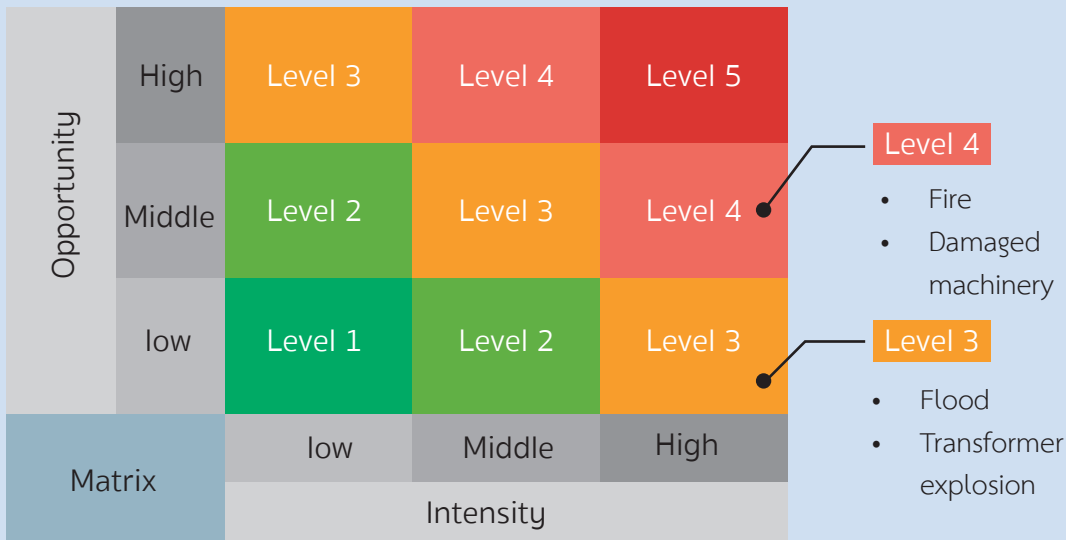 Opportunity
High
Level 3
Level 4
Level 5
Middle
Level 2
Level 3
Level 4
low
Level 1
Level 2
Level 3
Matrix
low
Middle
High
Intensity
Level 4
• Fire
• Damaged
machinery
Level 3
• Flood
• Transformer
explosion